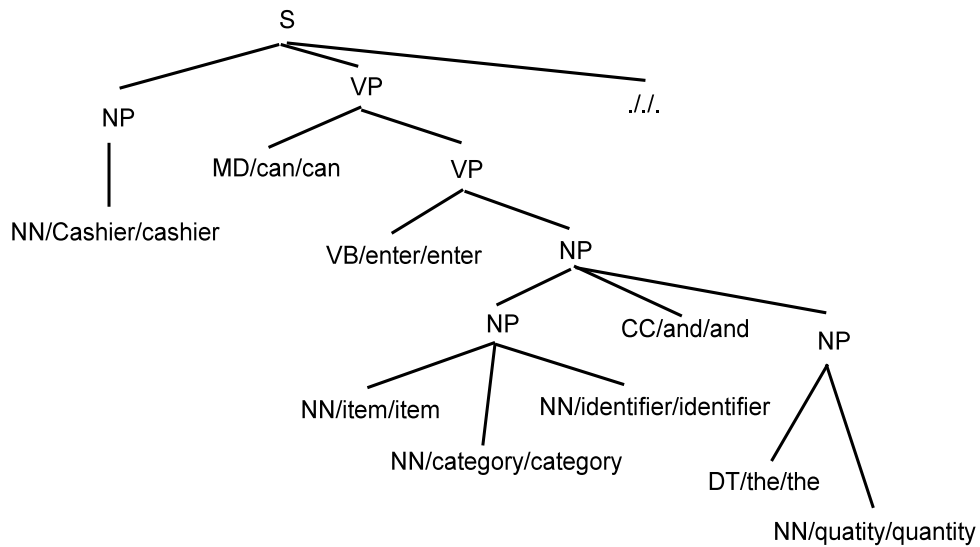 S
VP
./././
NP
MD/can/can
VP
NN/Cashier/cashier
VB/enter/enter
NP
NP
CC/and/and
NP
NN/item/item
NN/identifier/identifier
NN/category/category
DT/the/the
NN/quatity/quantity